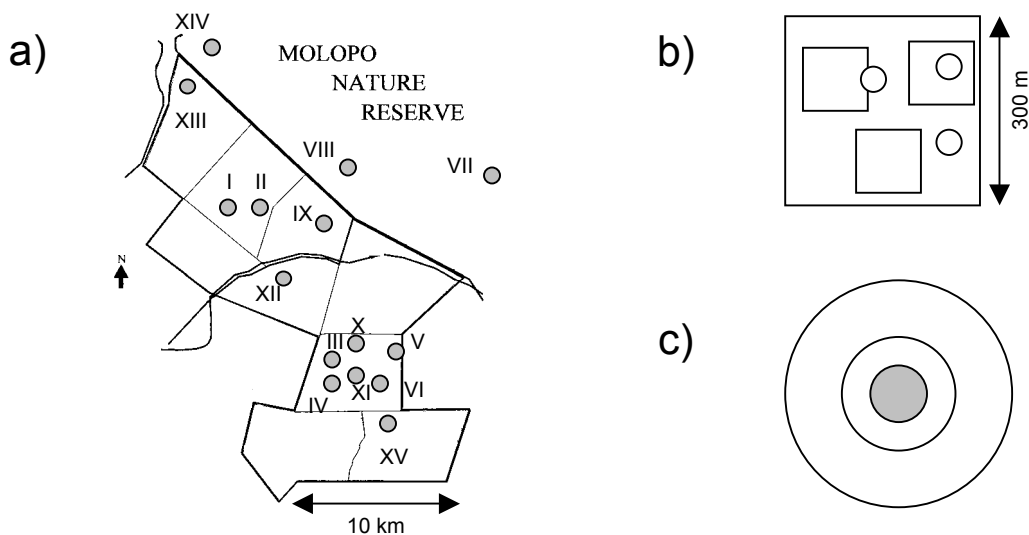 a)
XIV
MOLOPO
NATURE
RESERVE
XIII
VIII
VII
I
II
IX
N
XII
X
III
V
XI
VI
IV
XV
10 km
b)
300 m
c)